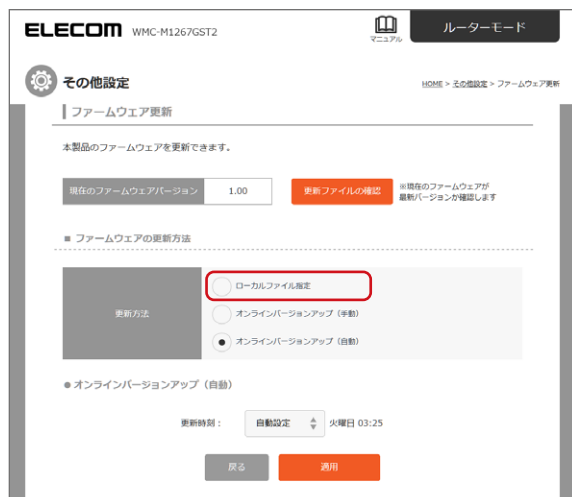 ELECOM WMC-M1267GST2
マニュアル
ルーターモード
その他設定
HOME > その他設定 > ファームウェア更新
ファームウェア更新
本製品のファームウェアを更新できます。
現在のファームウェアバージョン 1.00 更新ファイルの確認
※現在のファームウェアが
最新バージョンか確認します
■ ファームウェアの更新方法
更新方法
ローカルファイル指定
オンラインバージョンアップ（手動）
オンラインバージョンアップ（自動）
● オンラインバージョンアップ（自動）
更新時刻： 自動設定 火曜日 03:25
戻る 適用